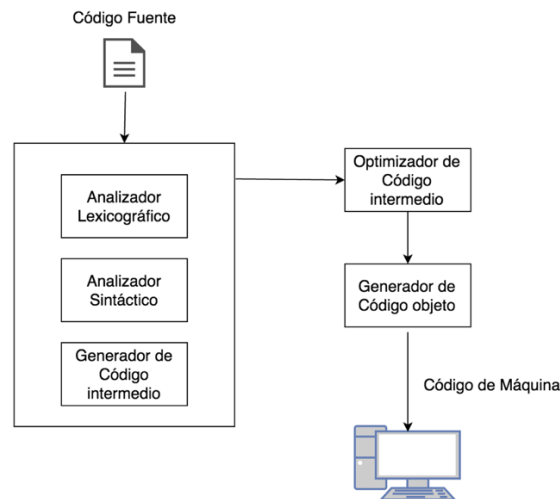 Código Fuente
Analizador
Lexicográfico
Analizador
Sintáctico
Generador de
Código
intermedio
Optimizador de
Código
intermedio
Generador de
Código objeto
Código de Máquina